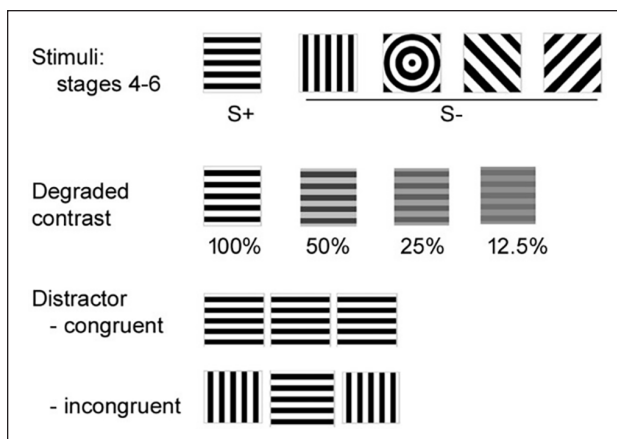 Stimuli:
stages 4-6
S+
S-
Degraded
contrast
100% 50% 25% 12.5%
Distractor
- congruent
- incongruent